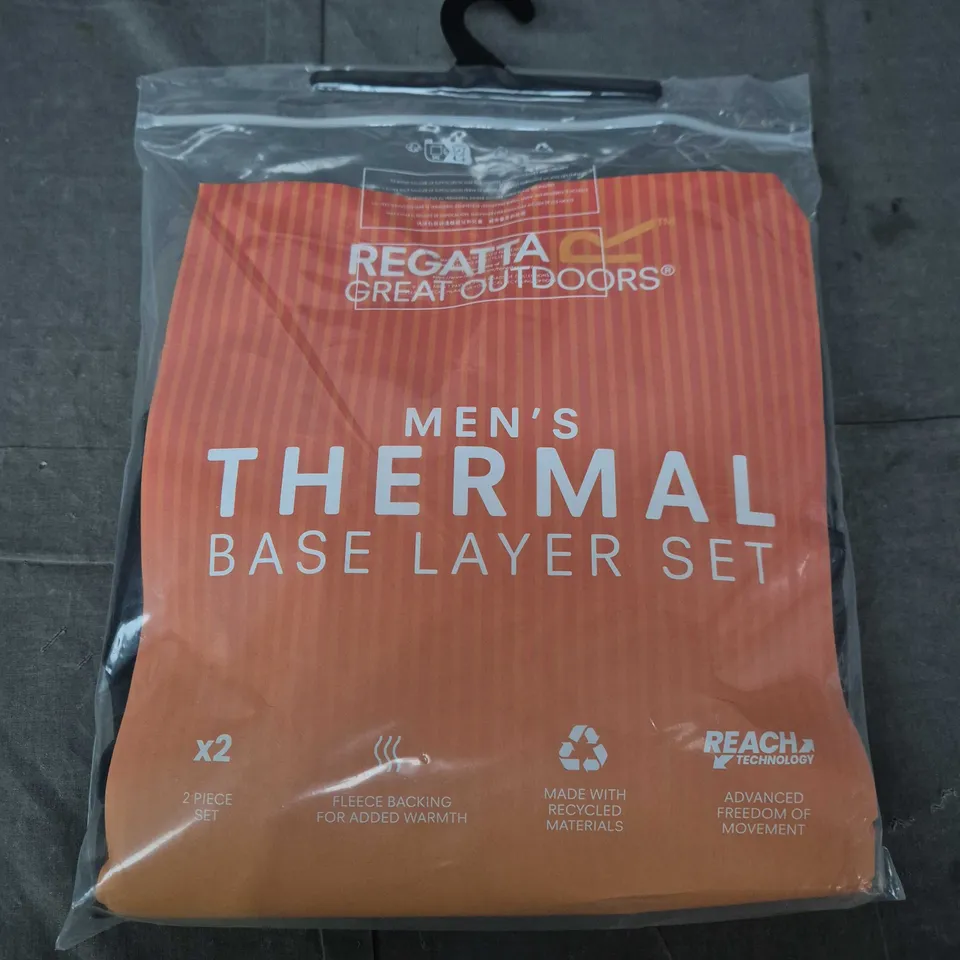 REGATTA
GREAT OUTDOORS®
MEN'S
THERMAL
BASE LAYER SET
x2
2 PIECE
SET
FLEECE BACKING
FOR ADDED WARMTH
MADE WITH
RECYCLED
MATERIALS
REACH
TECHNOLOGY
ADVANCED
FREEDOM OF
MOVEMENT